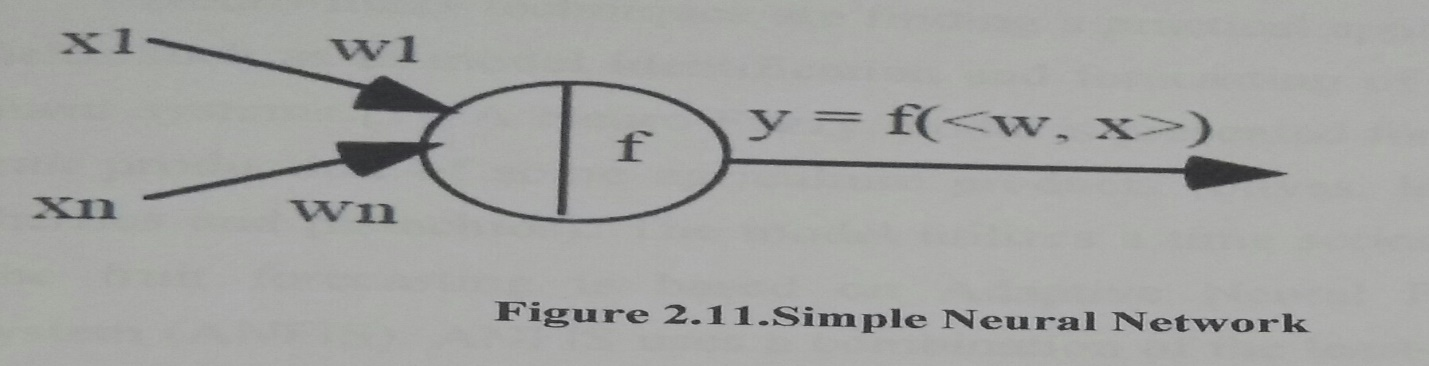 x1
w1
y = f(<w, x>)
f
xn
wn
Figure 2.11.Simple Neural Network